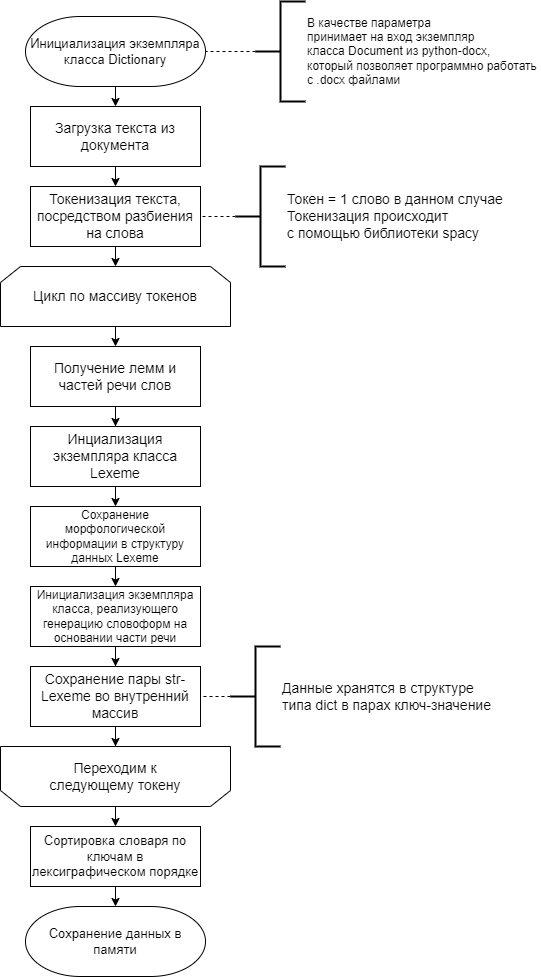 Инициализация экземпляра
класса Dictionary
В качестве параметра
принимает на вход экземпляр
класса Document из python-docx,
который позволяет программно работать
с .docx файлами
Загрузка текста из
документа
Токенизация текста,
посредством разбиения
на слова
Токен = 1 слово в данном случае
Токенизация происходит
с помощью библиотеки spacy
Цикл по массиву токенов
Получение лемм и
частей речи слов
Инциализация
экземпляра класса
Lexeme
Сохранение
морфологической
информации в структуру
данных Lexeme
Инициализация экземпляра
класса, реализующего
генерацию словоформ на
основании части речи
Сохранение пары str-
Lexeme во внутренний
массив
Данные хранятся в структуре
типа dict в парах ключ-значение
Переходим к
следующему токену
Сортировка словаря по
ключам в
лексиграфическом порядке
Сохранение данных в
памяти